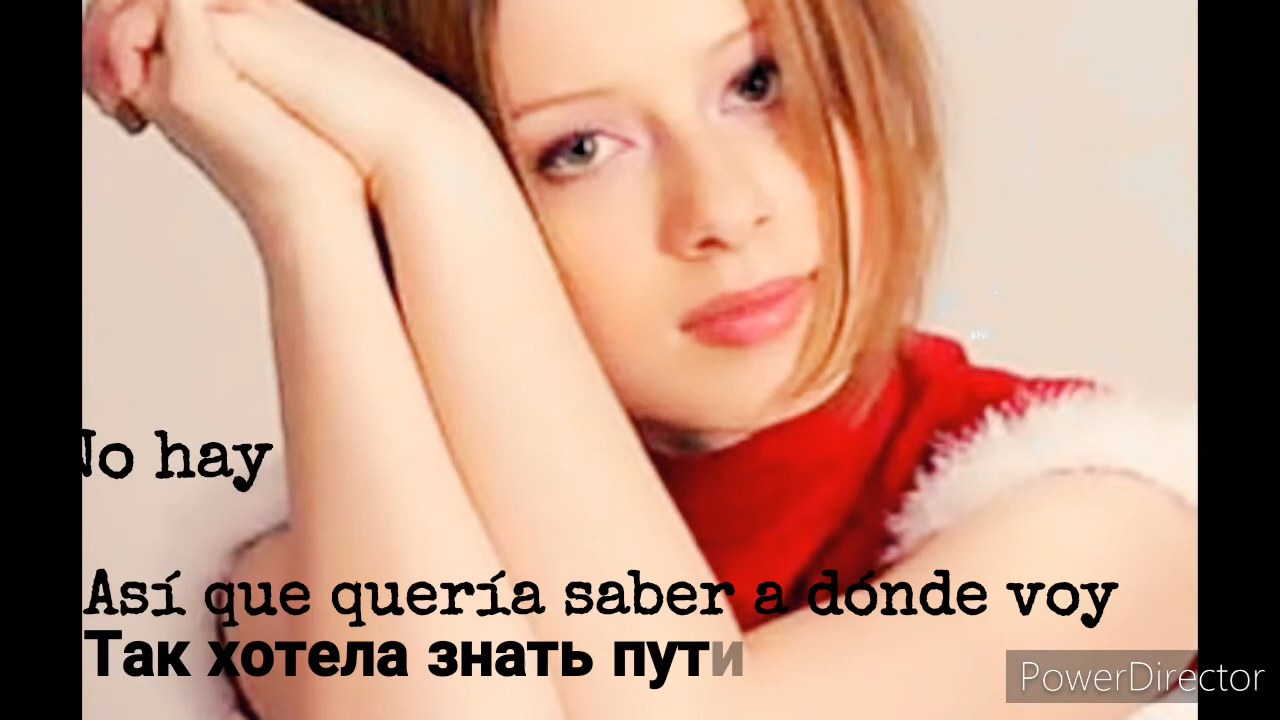 No hay
Así que quería saber a dónde voy
Так хотела знать пути
PowerDirector